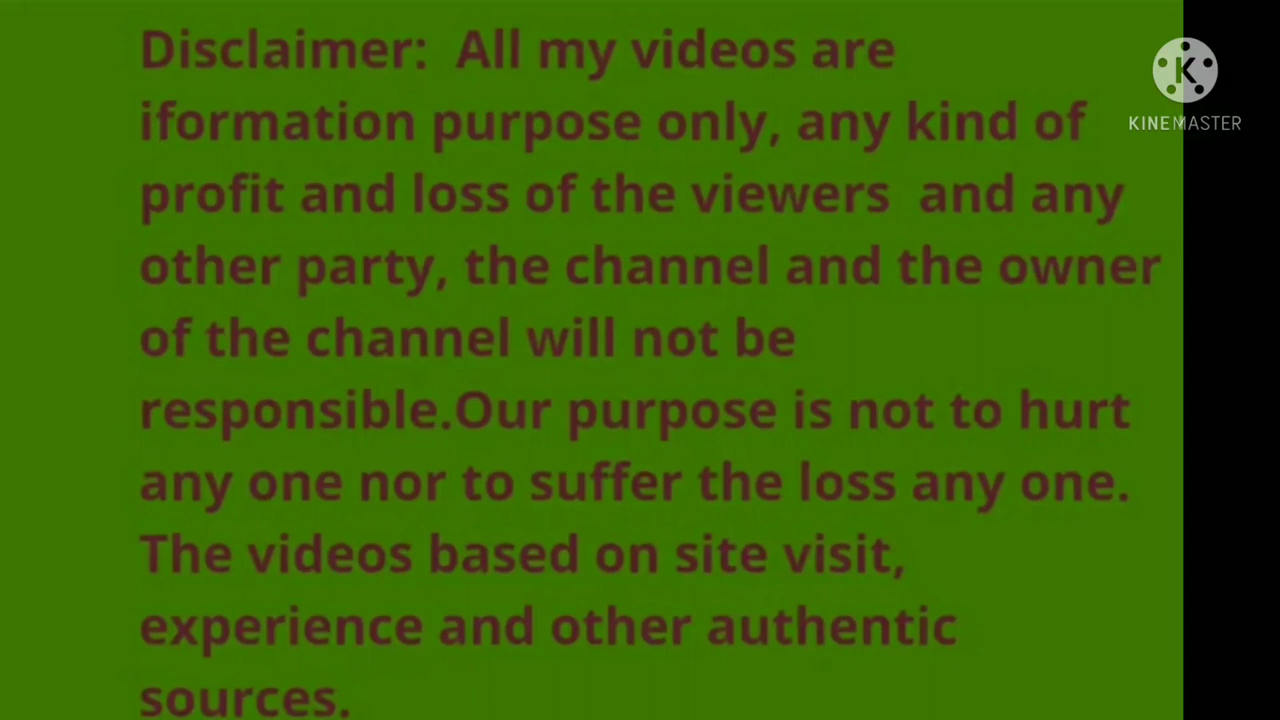 Disclaimer:  All my videos are
iformation purpose only, any kind of
profit and loss of the viewers  and any
other party, the channel and the owner
of the channel will not be
responsible.Our purpose is not to hurt
any one nor to suffer the loss any one.
The videos based on site visit,
experience and other authentic
sources.
K
KINEMASTER